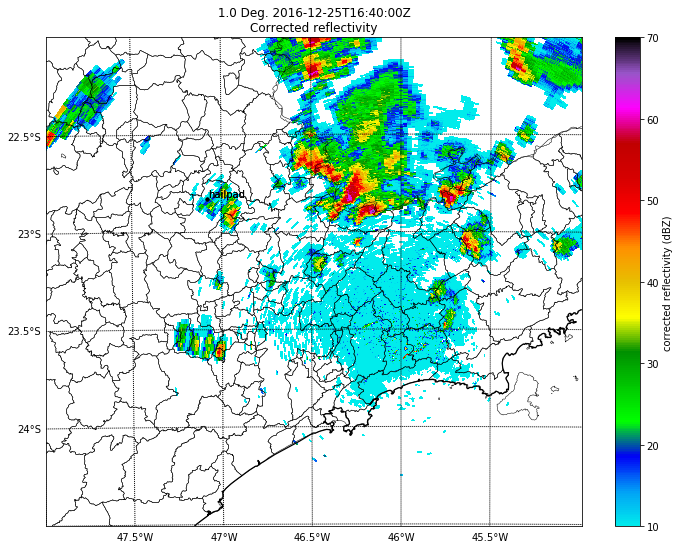 1.0 Deg. 2016-12-25T16:40:00Z
Corrected reflectivity
22.5°S
23°S
23.5°S
24°S
47.5°W
47°W
46.5°W
46°W
45.5°W
hailpad
70
60
50
40
30
20
10
corrected reflectivity (dBZ)